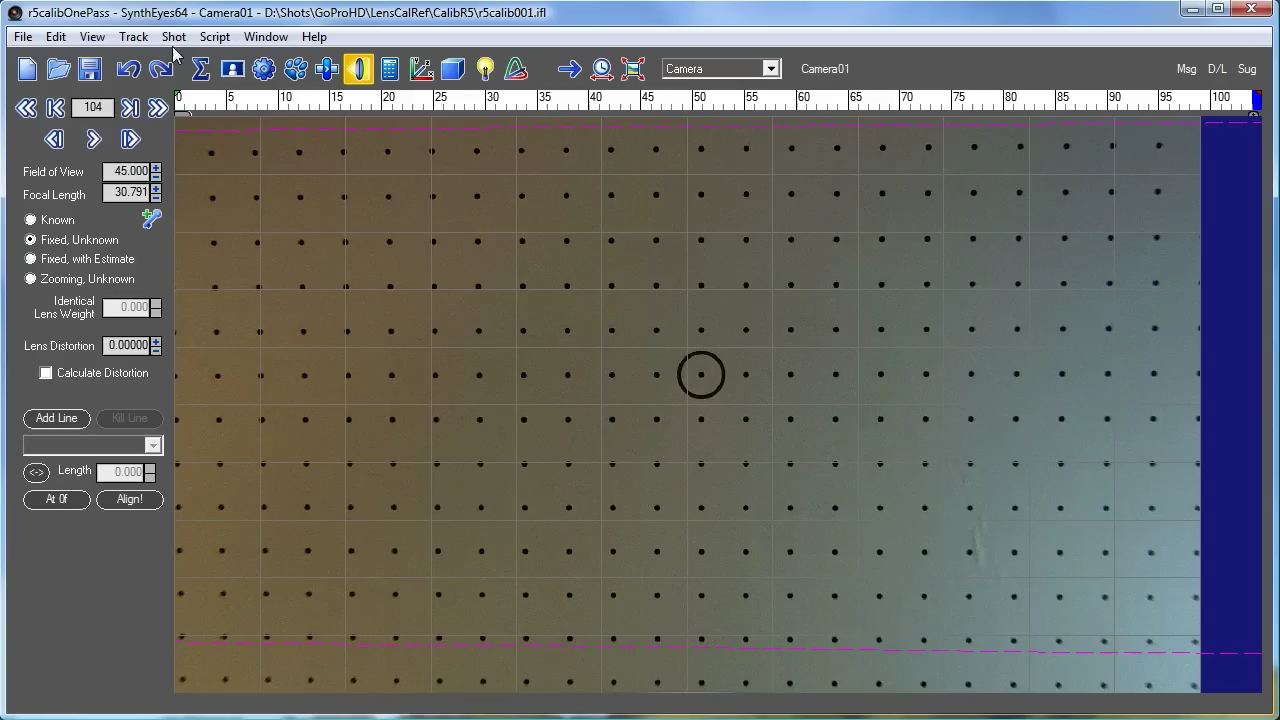 r5calibOnePass - SynthEyes64 - Camera01 - D:\Shots\GoProHD\LensCalRef\CalibR5\r5calib001.ifl
File Edit View Track Shot Script Window Help
Camera Camera01 Msg D/L Sug
104 0 5 10 15 20 25 30 35 40 45 50 55 60 65 70 75 80 85 90 95 100
Field of View 45.000
Focal Length 30.791
Known
Fixed, Unknown
Fixed, with Estimate
Zooming, Unknown
Identical
Lens Weight 0.000
Lens Distortion 0.00000
Calculate Distortion
Add Line Kill Line
<-> Length 0.000
At 0f Align!